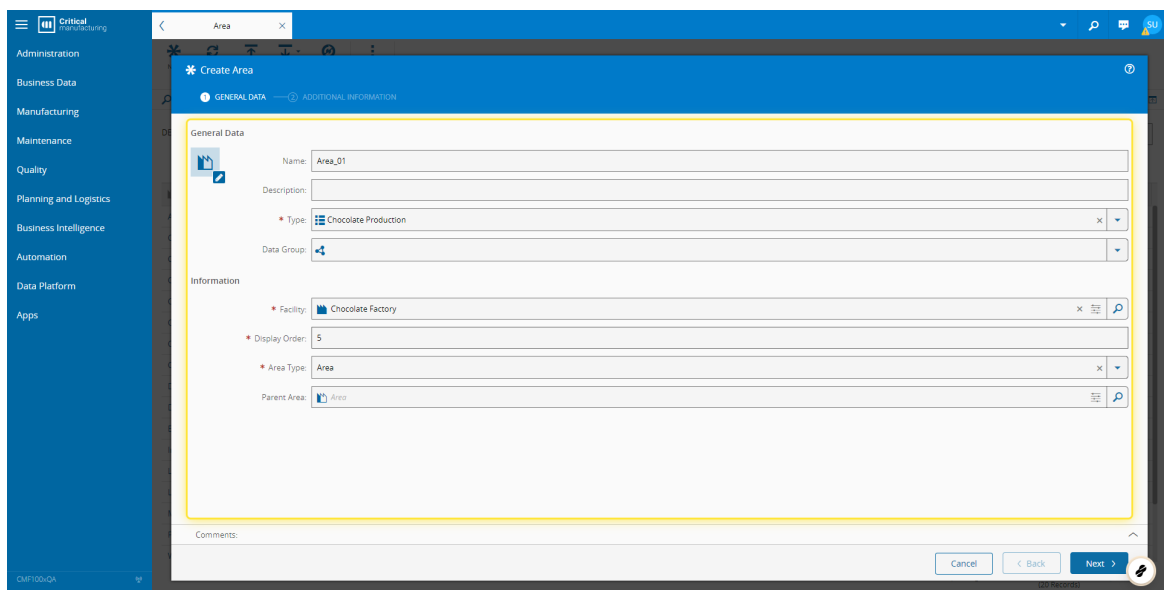 Critical
manufacturing
Area
SU
Administration
Business Data
Manufacturing
Maintenance
Quality
Planning and Logistics
Business Intelligence
Automation
Data Platform
Apps
CMF100xQA
Create Area
1 GENERAL DATA 2 ADDITIONAL INFORMATION
General Data
Name: Area_01
Description:
* Type: Chocolate Production
Data Group:
Information
* Facility: Chocolate Factory
* Display Order: 5
* Area Type: Area
Parent Area: Area
Comments:
Cancel < Back Next >
(20 Records)